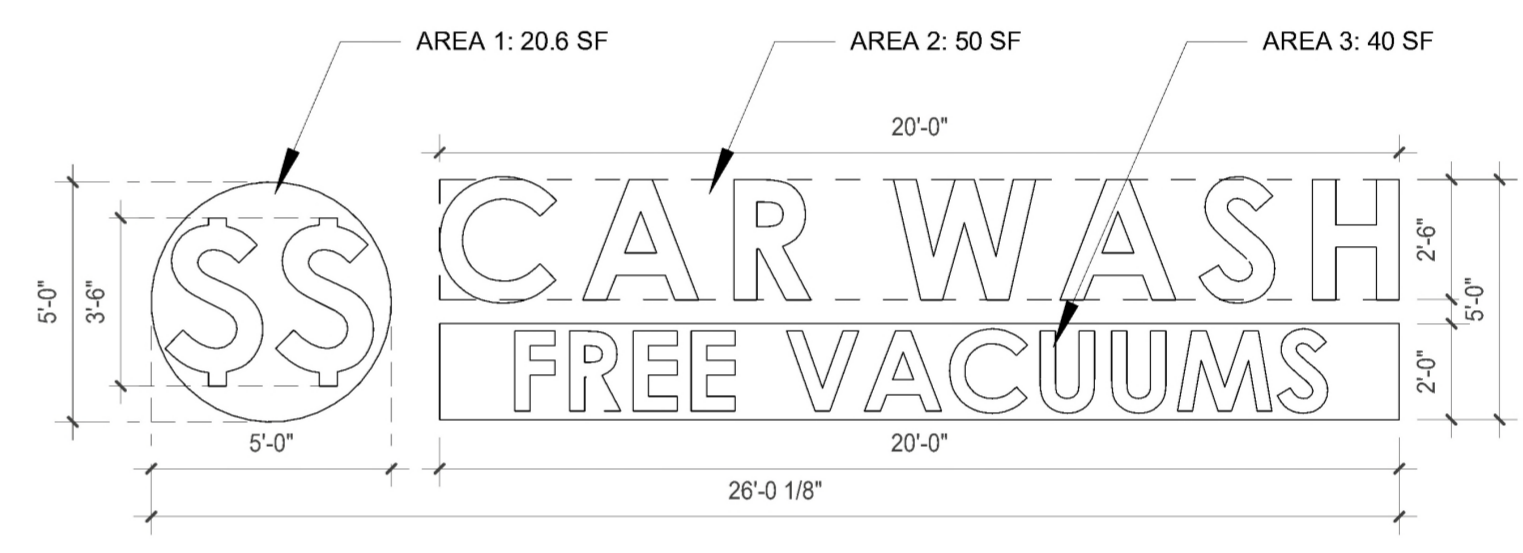 AREA 1: 20.6 SF
AREA 2: 50 SF
AREA 3: 40 SF
20'-0"
5'-0"
3'-6"
$$
CAR WASH
2'-6"
5'-0"
FREE VACUUMS
2'-0"
5'-0"
20'-0"
26'-0 1/8"